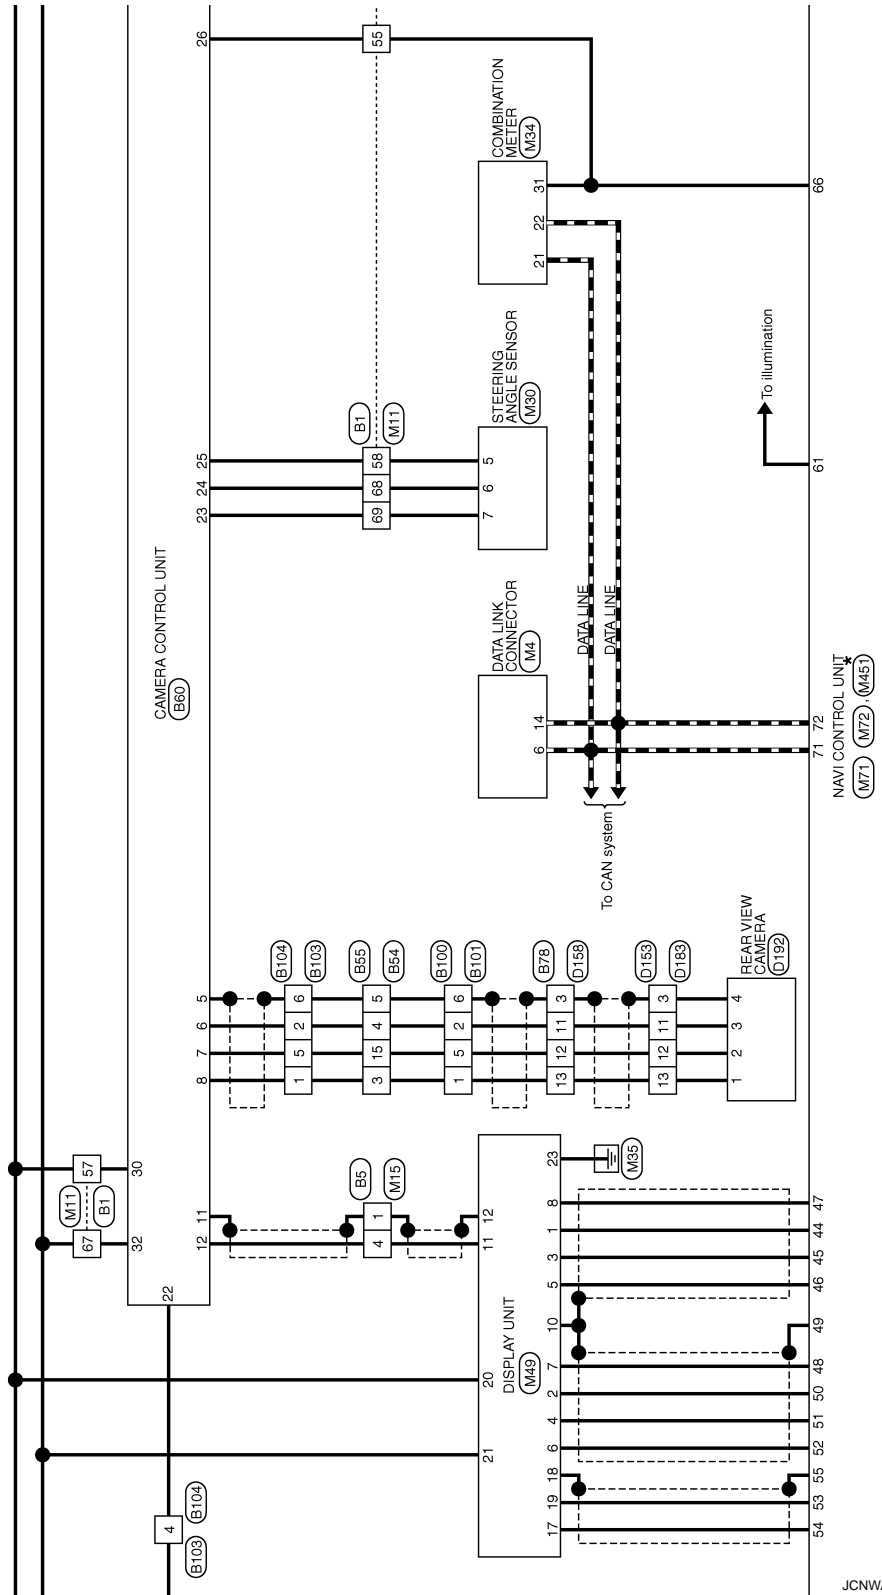 26
55
COMBINATION
METER
M34
31
22
21
66
STEERING
ANGLE SENSOR
M30
B1
M11
25
24
23
58
68
69
5
6
7
To illumination
61
CAMERA CONTROL UNIT
B60
DATA LINK
CONNECTOR
M4
14
6
DATA LINE
DATA LINE
To CAN system
72
71
NAVI CONTROL UNIT*
M71 M72 , M451
5
6
7
8
B104
B103
6
2
5
1
B55
B54
5
4
15
3
B100
B101
6
2
5
1
B78
D158
3
11
12
13
D153
D183
3
11
12
13
REAR VIEW
CAMERA
D192
4
3
2
1
M11
B1
57
67
30
32
22
11
12
B5
M15
1
4
12
11
DISPLAY UNIT
M49
20
21
23
M35
8
1
3
5
10
7
2
4
6
18
19
17
47
44
45
46
49
48
50
51
52
55
53
54
4
B103
B104
JCNW